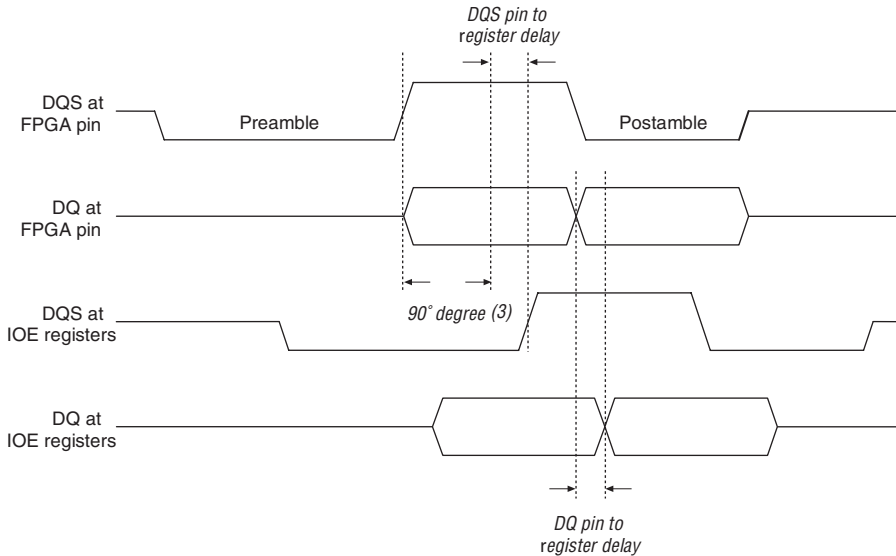 DQS pin to
register delay
DQS at
FPGA pin
Preamble
Postamble
DQ at
FPGA pin
90° degree (3)
DQS at
IOE registers
DQ at
IOE registers
DQ pin to
register delay